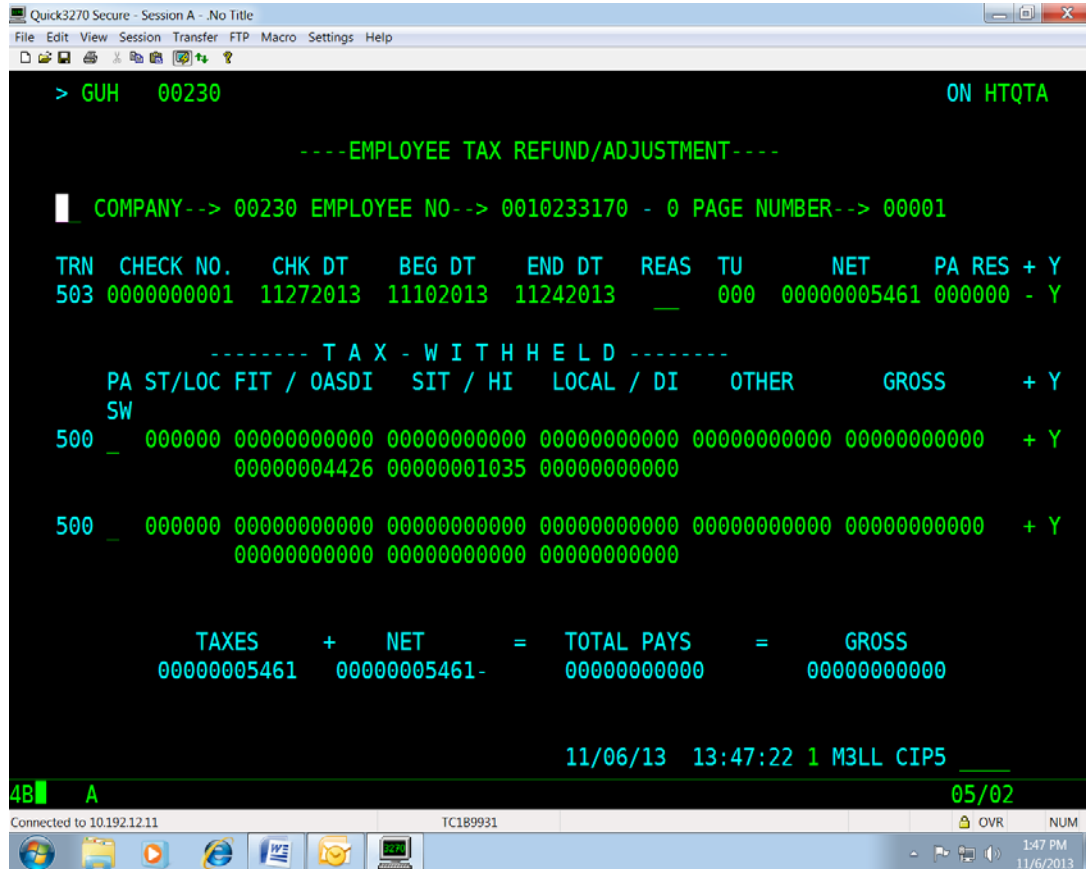 Quick3270 Secure - Session A - .No Title
File Edit View Session Transfer FTP Macro Settings Help
> GUH 00230 ON HTQTA
----EMPLOYEE TAX REFUND/ADJUSTMENT----
_ COMPANY--> 00230 EMPLOYEE NO--> 0010233170 - 0 PAGE NUMBER--> 00001
TRN CHECK NO. CHK DT BEG DT END DT REAS TU NET PA RES + Y
503 0000000001 11272013 11102013 11242013 __ 000 00000005461 000000 - Y
-------- T A X - W I T H H E L D --------
PA ST/LOC FIT / OASDI SIT / HI LOCAL / DI OTHER GROSS + Y
SW
500 _ 000000 00000000000 00000000000 00000000000 00000000000 00000000000 + Y
00000004426 00000001035 00000000000
500 _ 000000 00000000000 00000000000 00000000000 00000000000 00000000000 + Y
00000000000 00000000000 00000000000
TAXES + NET = TOTAL PAYS = GROSS
00000005461 00000005461- 00000000000 00000000000
11/06/13 13:47:22 1 M3LL CIP5 ____
4B A 05/02
Connected to 10.192.12.11 TC1B9931 OVR NUM
3270
1:47 PM
11/6/2013